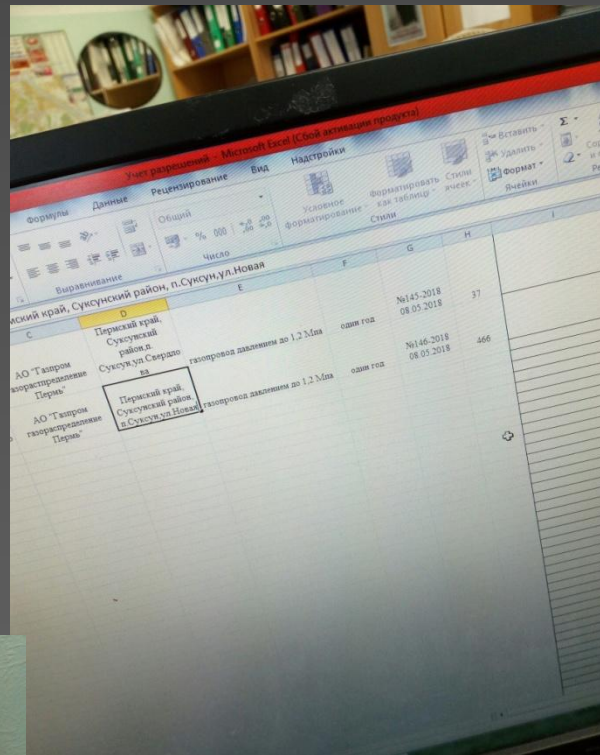 Учет разрешений - Microsoft Excel (Сбой активации продукта)
Формулы Данные Рецензирование Вид Надстройки
Общий
% 000
Условное форматирование
Форматировать как таблицу
Стили ячеек
Вставить
Удалить
Формат
Σ
Выравнивание Число Стили Ячейки
мский край, Суксунский район, п.Суксун,ул.Новая
C D E F G H I
АО "Газпром
газораспределение
Пермь"
Пермский край,
Суксунский
район,п.
Суксун,ул.Свердло
ва
газопровод давлением до 1,2 Мпа
один год
№145-2018
08.05.2018
37
АО "Газпром
газораспределение
Пермь"
Пермский край,
Суксунский район,
п.Суксун,ул.Новая
газопровод давлением до 1,2 Мпа
один год
№146-2018
08.05.2018
466